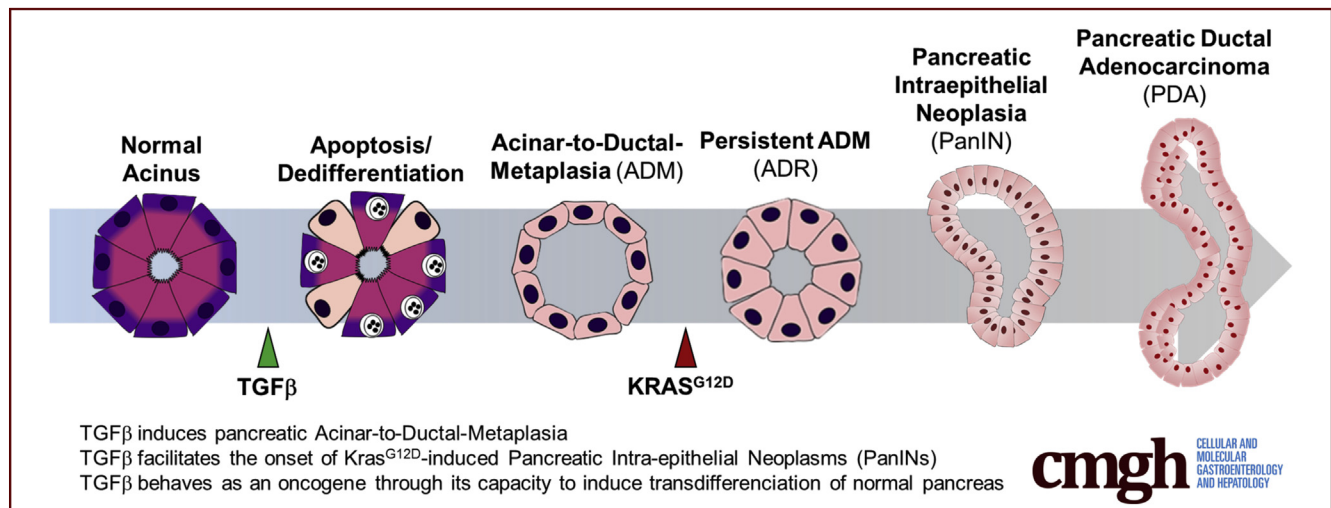 Normal
Acinus
Apoptosis/
Dedifferentiation
Acinar-to-Ductal-
Metaplasia (ADM)
Persistent ADM
(ADR)
Pancreatic
Intraepithelial
Neoplasia
(PanIN)
Pancreatic Ductal
Adenocarcinoma
(PDA)
TGFβ
KRASG12D
TGFβ induces pancreatic Acinar-to-Ductal-Metaplasia
TGFβ facilitates the onset of KrasG12D-induced Pancreatic Intra-epithelial Neoplasms (PanINs)
TGFβ behaves as an oncogene through its capacity to induce transdifferenciation of normal pancreas
cmgh
CELLULAR AND
MOLECULAR
GASTROENTEROLOGY
AND HEPATOLOGY